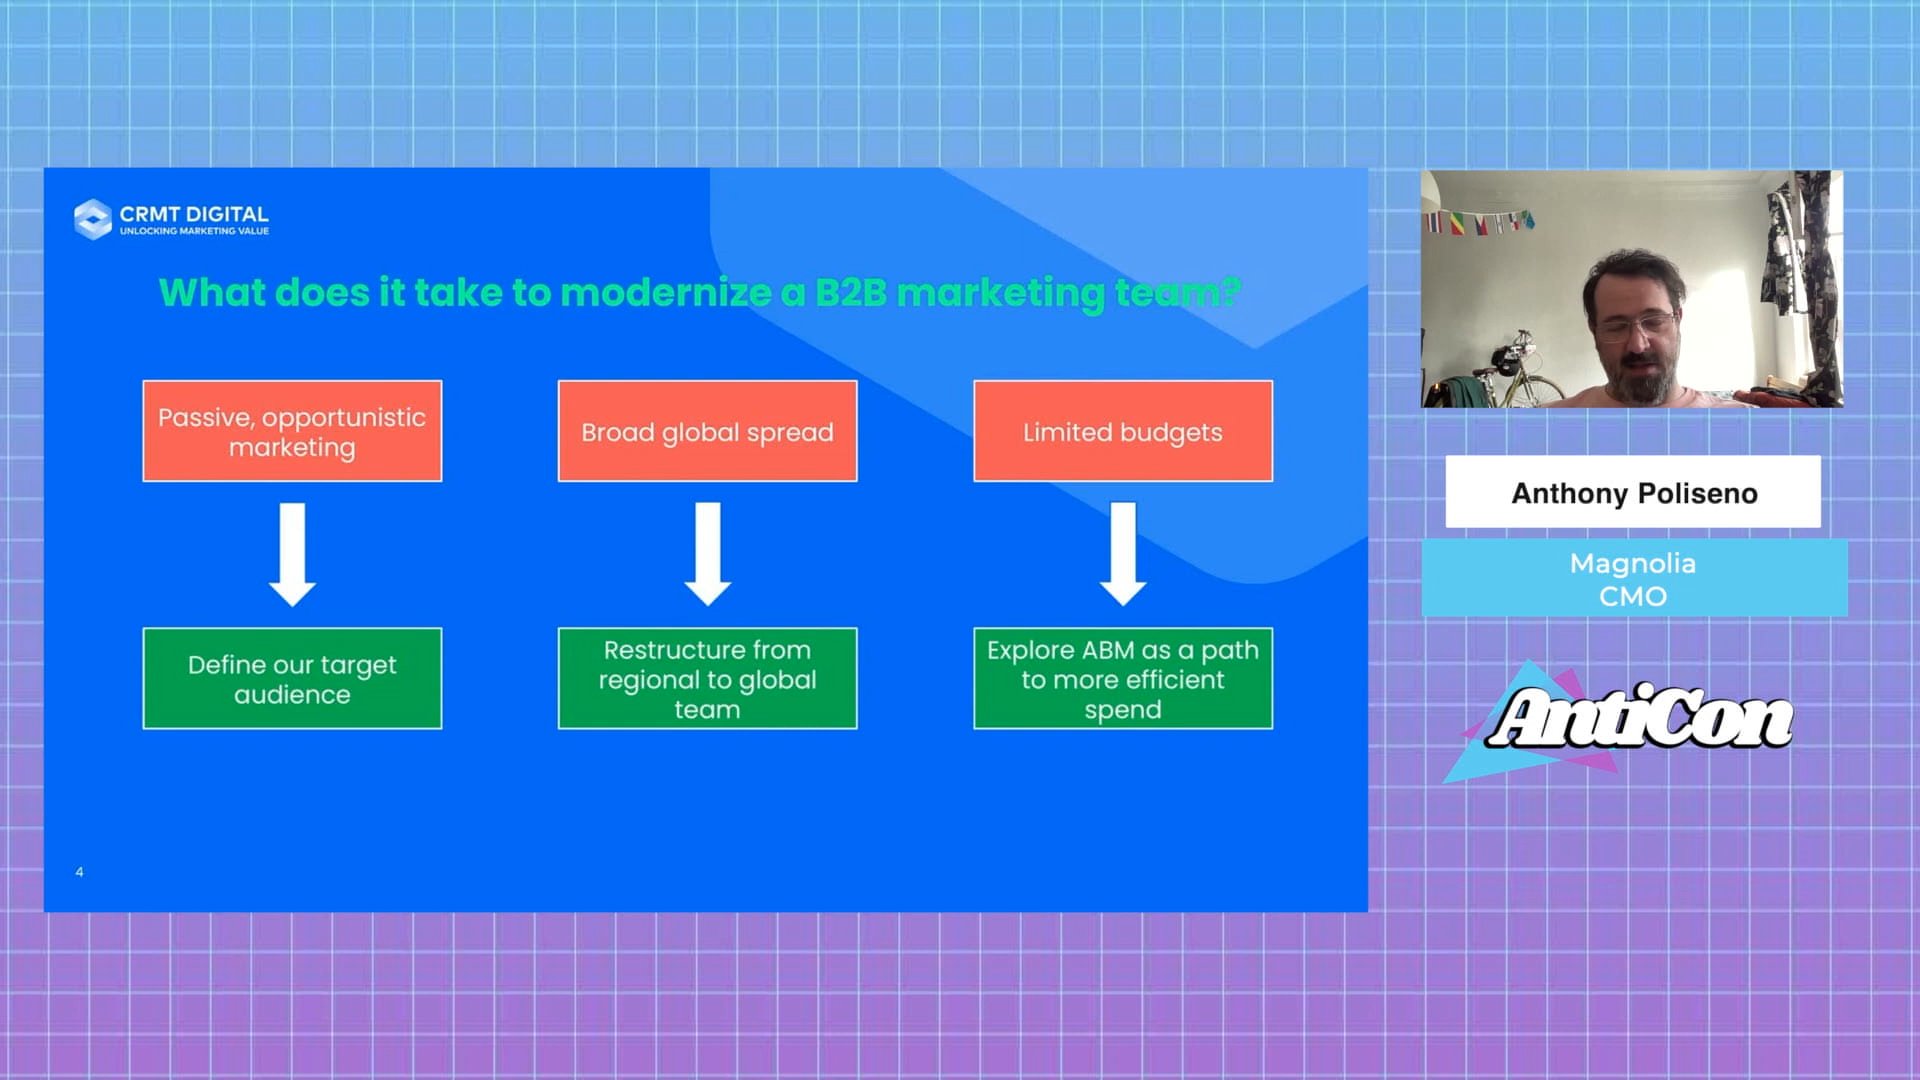 CRMT DIGITAL
UNLOCKING MARKETING VALUE
What does it take to modernize a B2B marketing team?
Passive, opportunistic
marketing
Broad global spread
Limited budgets
Define our target
audience
Restructure from
regional to global
team
Explore ABM as a path
to more efficient
spend
4
Anthony Poliseno
Magnolia
CMO
AntiCon